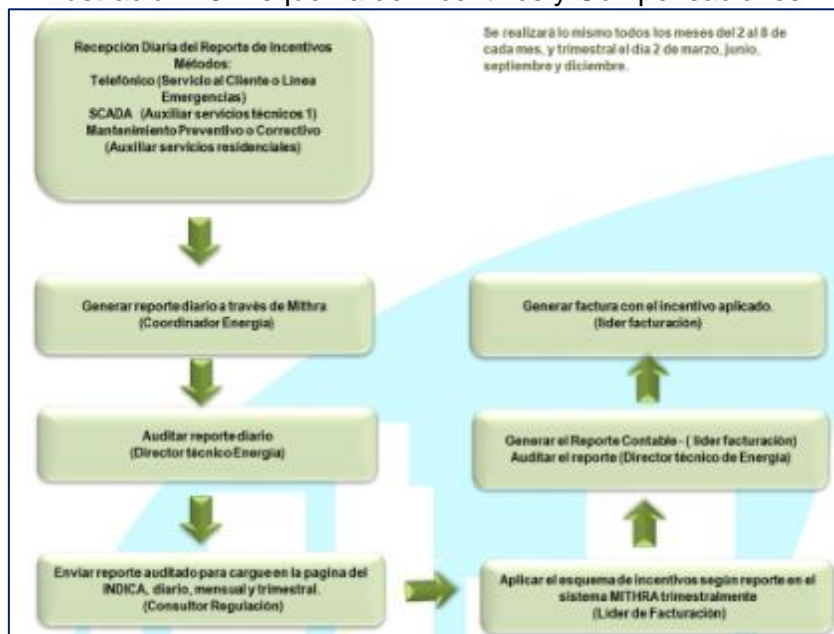 Recepción Diaria del Reporte de Incentivos
Métodos:
Telefónico (Servicio al Cliente o Linea
Emergencias)
SCADA (Auxiliar servicios técnicos 1)
Mantenimiento Preventivo o Correctivo
(Auxiliar servicios residenciales)
Se realizará lo mismo todos los meses del 2 al 8 de
cada mes, y trimestral el día 2 de marzo, junio,
septiembre y diciembre.
Generar reporte diario a través de Mithra
(Coordinador Energía)
Auditar reporte diario
(Director técnico Energía)
Enviar reporte auditado para cargue en la pagina del
INDICA, diario, mensual y trimestral.
(Consultor Regulación)
Aplicar el esquema de incentivos según reporte en el
sistema MITHRA trimestralmente
(Líder de Facturación)
Generar el Reporte Contable- ( líder facturación)
Auditar el reporte (Director técnico de Energía)
Generar factura con el incentivo aplicado.
(líder facturación)